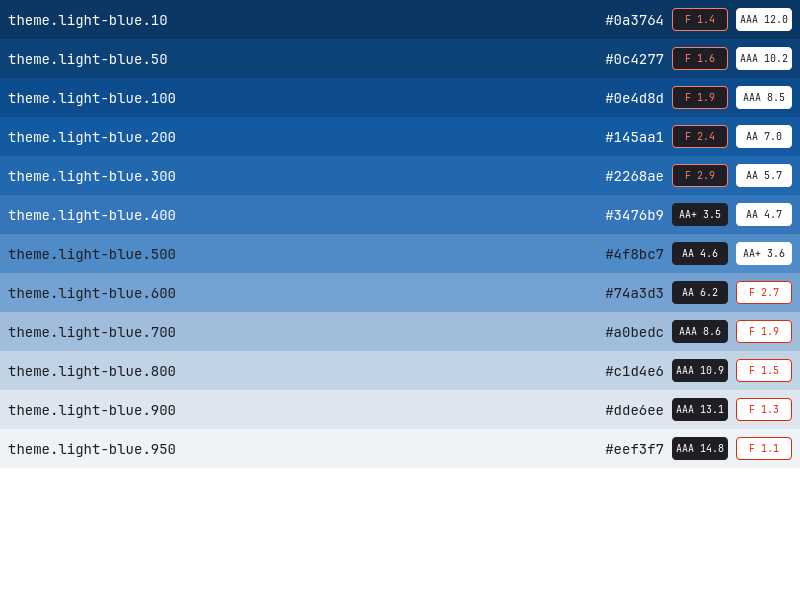 theme.light-blue.10 #0a3764 F 1.4 AAA 12.0
theme.light-blue.50 #0c4277 F 1.6 AAA 10.2
theme.light-blue.100 #0e4d8d F 1.9 AAA 8.5
theme.light-blue.200 #145aa1 F 2.4 AA 7.0
theme.light-blue.300 #2268ae F 2.9 AA 5.7
theme.light-blue.400 #3476b9 AA+ 3.5 AA 4.7
theme.light-blue.500 #4f8bc7 AA 4.6 AA+ 3.6
theme.light-blue.600 #74a3d3 AA 6.2 F 2.7
theme.light-blue.700 #a0bedc AAA 8.6 F 1.9
theme.light-blue.800 #c1d4e6 AAA 10.9 F 1.5
theme.light-blue.900 #dde6ee AAA 13.1 F 1.3
theme.light-blue.950 #eef3f7 AAA 14.8 F 1.1